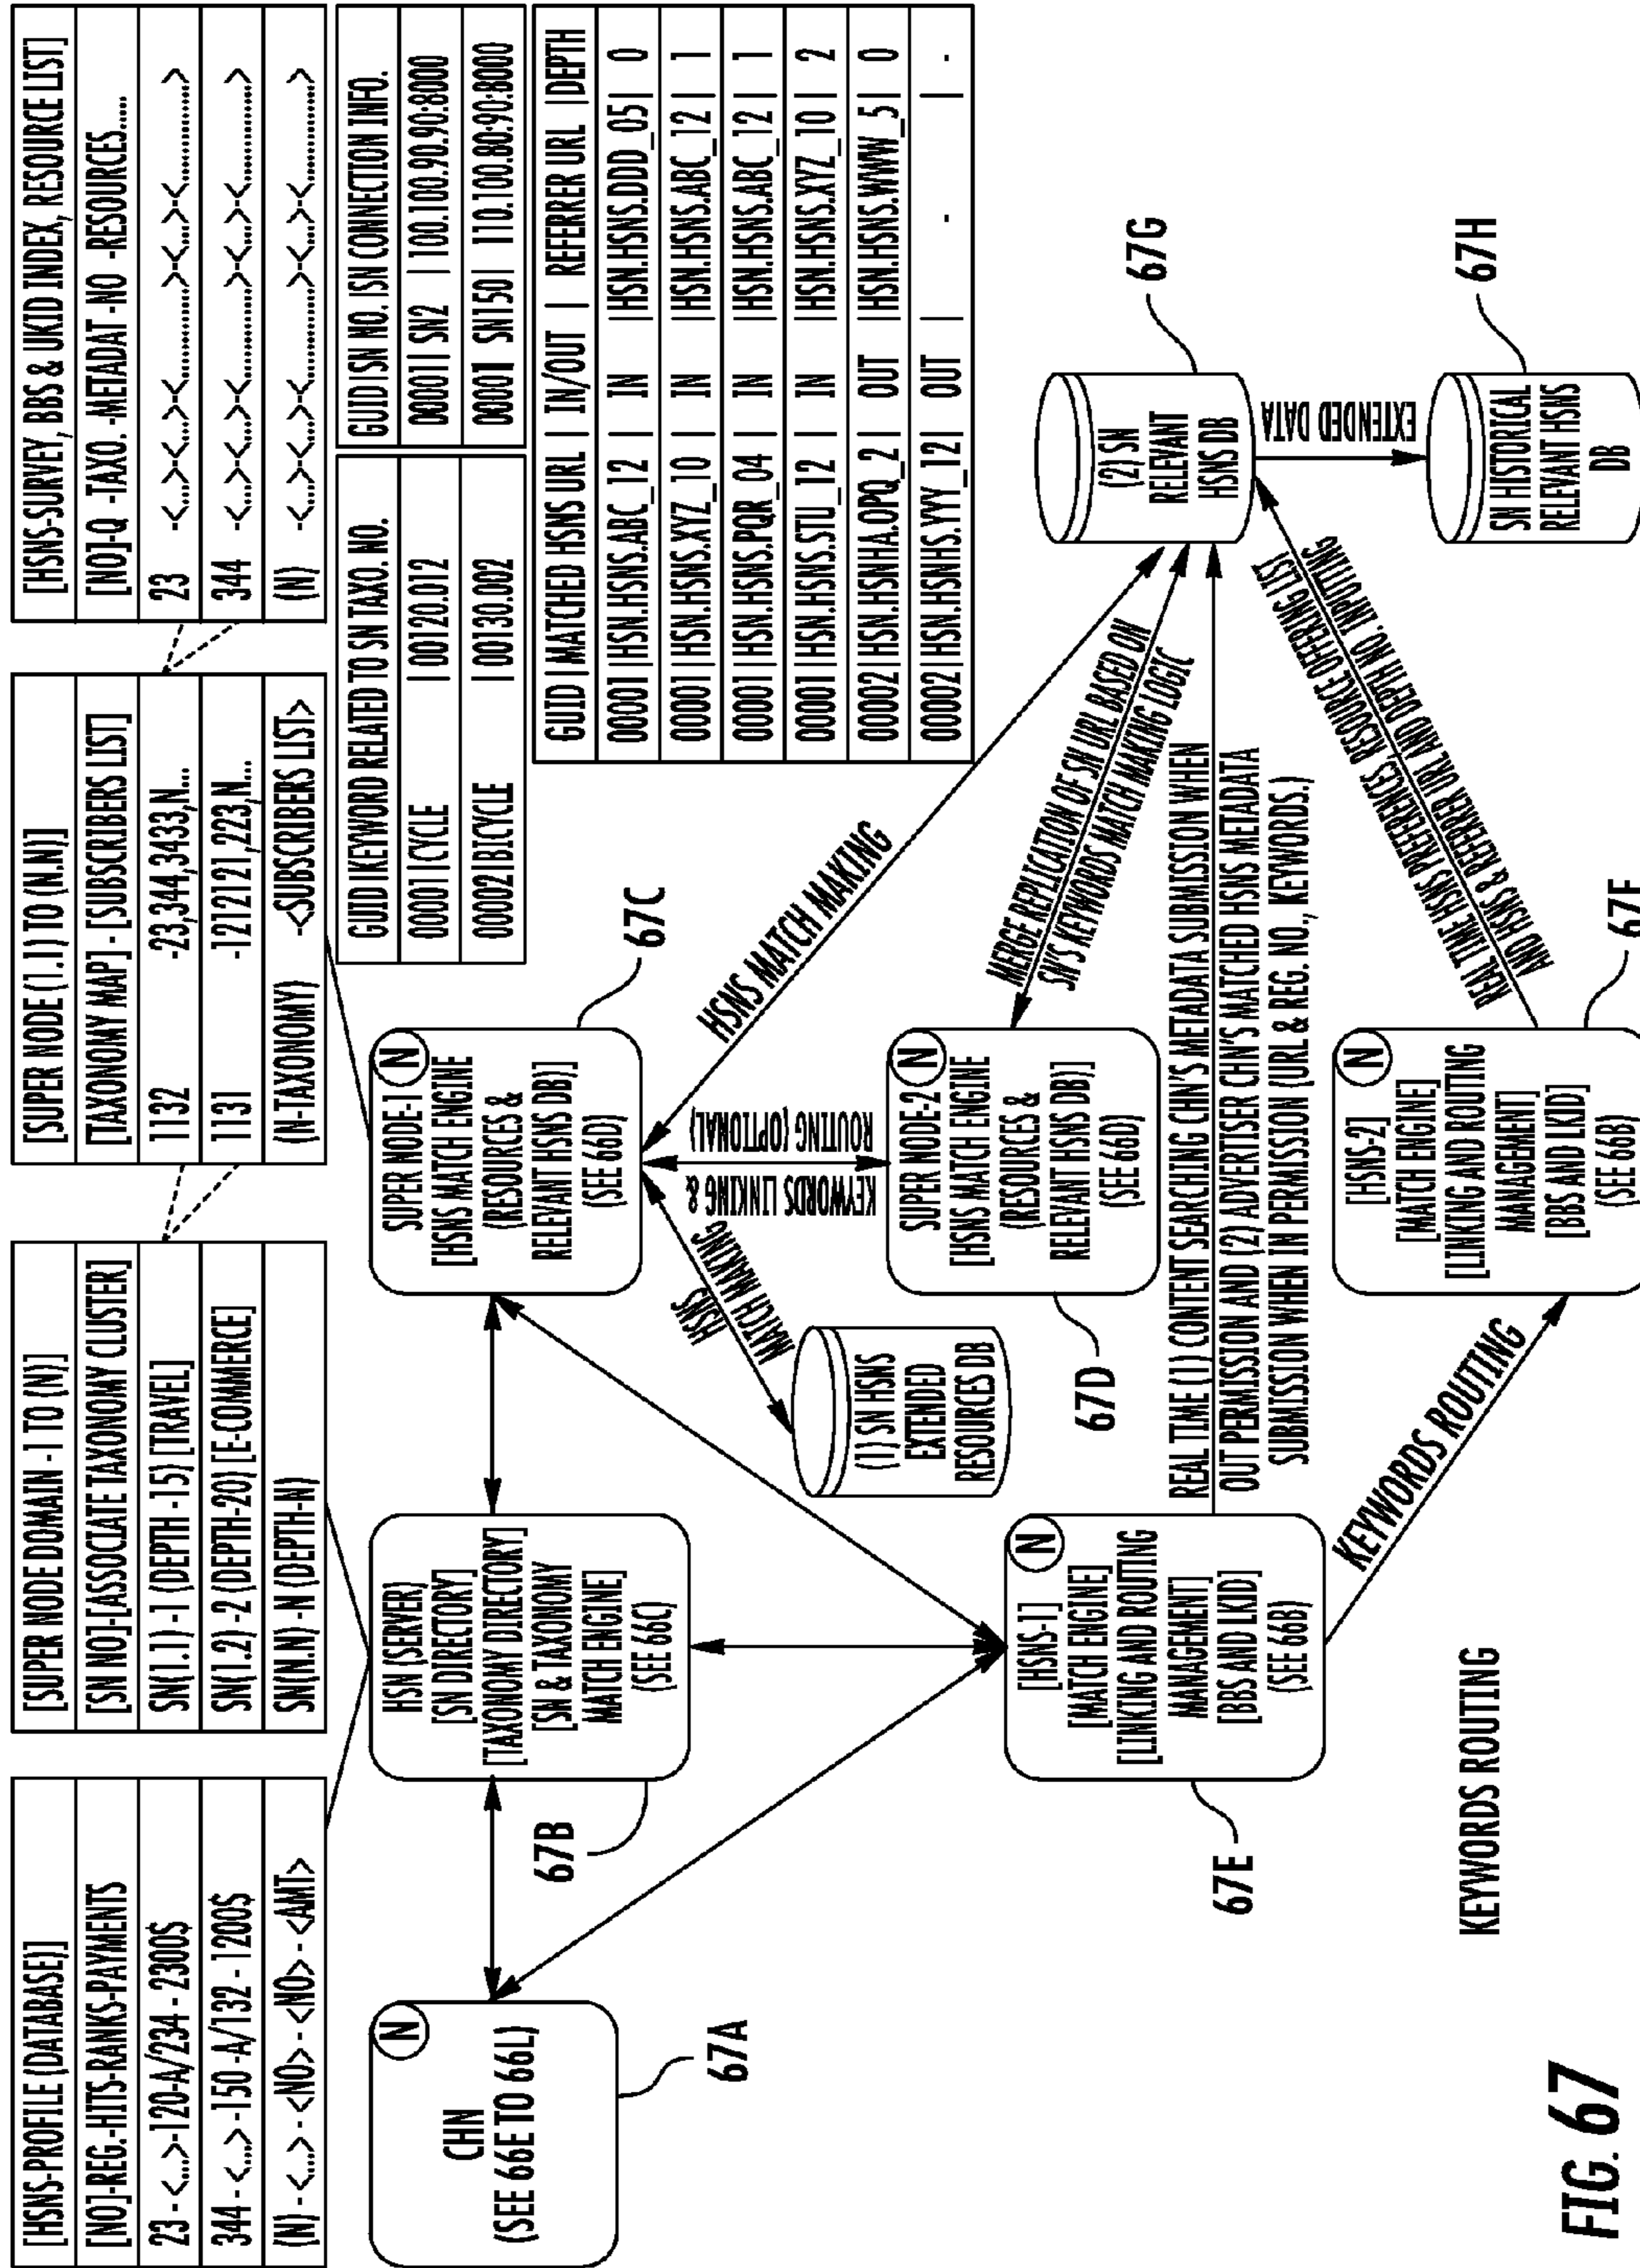 [HSNS-PROFILE (DATABASE)]
[NO]-REG.-HITS-RANKS-PAYMENTS
23 - <...>-120-A/234 - 2300$
344 - <...> -150 -A/132 - 1200$
(N) - <...> - <NO> - <NO> - <AMT>
[SUPER NODE DOMAIN - 1 TO (N)]
[SN NO]-[ASSOCIATE TAXONOMY CLUSTER]
SN(1.1) -1 (DEPTH -15) [TRAVEL]
SN(1.2) -2 (DEPTH-20) [E-COMMERCE]
SN(N.N) -N (DEPTH-N)
[SUPER NODE (1.1) TO (N.N)]
[TAXONOMY MAP] - [SUBSCRIBERS LIST]
1132 -23,344,3433,N...
1131 -1212121,223,N...
(N-TAXONOMY) -<SUBSCRIBERS LIST>
[HSNS-SURVEY, BBS & UKID INDEX, RESOURCE LIST]
[NO]-Q -TAXO. -METADAT -NO -RESOURCES.....
23 -<...>-<...>-<...............>-<...>-<...............>
344 -<...>-<...>-<...............>-<...>-<...............>
(N) -<...>-<...>-<...............>-<...>-<...............>
GUID |KEYWORD RELATED TO SN TAXO. NO.
00001 |CYCLE | 00120.012
00002 |BICYCLE | 00130.002
GUID |SN NO. |SN CONNECTION INFO.
00001 | SN2 | 100.100.90.90:8000
00001 SN150 | 110.100.80:90:8000
GUID | MATCHED HSNS URL | IN/OUT | REFERRER URL |DEPTH
00001 |HSN.HSNS.ABC_12 | IN |HSN.HSNS.DDD_05| 0
00001 |HSN.HSNS.XYZ_10 | IN |HSN.HSNS.ABC_12 | 1
00001 |HSN.HSNS.PQR_04 | IN |HSN.HSNS.ABC_12 | 1
00001 |HSN.HSNS.STU_12 | IN |HSN.HSNS.XYZ_10 | 2
00002 |HSN.HSNHA.OPQ_2 | OUT |HSN.HSNS.WWW_5| 0
00002 |HSN.HSNHS.YYY_12| OUT | - | -
N
CHN
(SEE 66E TO 66L)
67A
HSN (SERVER)
[SN DIRECTORY]
[TAXONOMY DIRECTORY]
[SN & TAXONOMY
MATCH ENGINE]
(SEE 66C)
67B
N
SUPER NODE-1
[HSNS MATCH ENGINE
(RESOURCES &
RELEVANT HSNS DB)]
(SEE 66D)
67C
HSNS
MATCH MAKING
(1) SN HSNS
EXTENDED
RESOURCES DB
KEYWORDS LINKING &
ROUTING (OPTIONAL)
HSNS MATCH MAKING
N
SUPER NODE-2
[HSNS MATCH ENGINE
(RESOURCES &
RELEVANT HSNS DB)]
(SEE 66D)
67D
MERGE REPLICATION OF SN URL BASED ON
SN'S KEYWORDS MATCH MAKING LOGIC
N
[HSNS-1]
[MATCH ENGINE]
[LINKING AND ROUTING
MANAGEMENT]
[BBS AND LKID]
(SEE 66B)
67E
REAL TIME (1) CONTENT SEARCHING CHN'S METADATA SUBMISSION WHEN
OUT PERMISSION AND (2) ADVERTISER CHN'S MATCHED HSNS METADATA
SUBMISSION WHEN IN PERMISSION (URL & REG. NO., KEYWORDS.)
(2) SN
RELEVANT
HSNS DB
67G
EXTENDED DATA
SN HISTORICAL
RELEVANT HSNS
DB
67H
REAL TIME HSNS PREFERENCES, RESOURCE OFFERING LIST
AND HSNS & REFERRER URL AND DEPTH NO. INPUTING
KEYWORDS ROUTING
N
[HSNS-2]
[MATCH ENGINE]
[LINKING AND ROUTING
MANAGEMENT]
[BBS AND LKID]
(SEE 66B)
67F
KEYWORDS ROUTING
FIG. 67